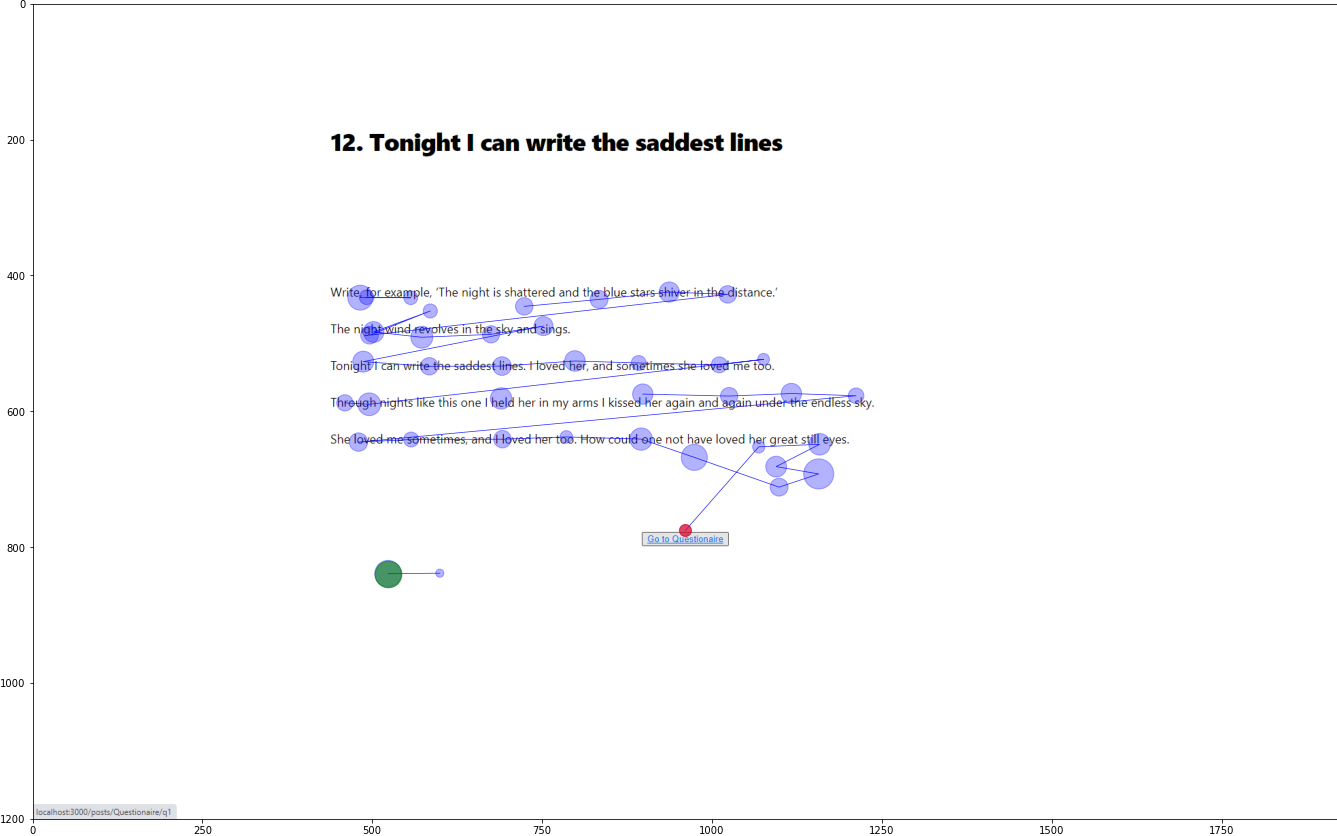 0
200
400
600
800
1000
1200
12. Tonight I can write the saddest lines
Write, for example, 'The night is shattered and the blue stars shiver in the distance.'
The night wind revolves in the sky and sings.
Tonight I can write the saddest lines. I loved her, and sometimes she loved me too.
Through nights like this one I held her in my arms I kissed her again and again under the endless sky.
She loved me sometimes, and I loved her too. How could one not have loved her great still eyes.
Go to Questionaire
localhost:3000/posts/Questionaire/q1
0 250 500 750 1000 1250 1500 1750